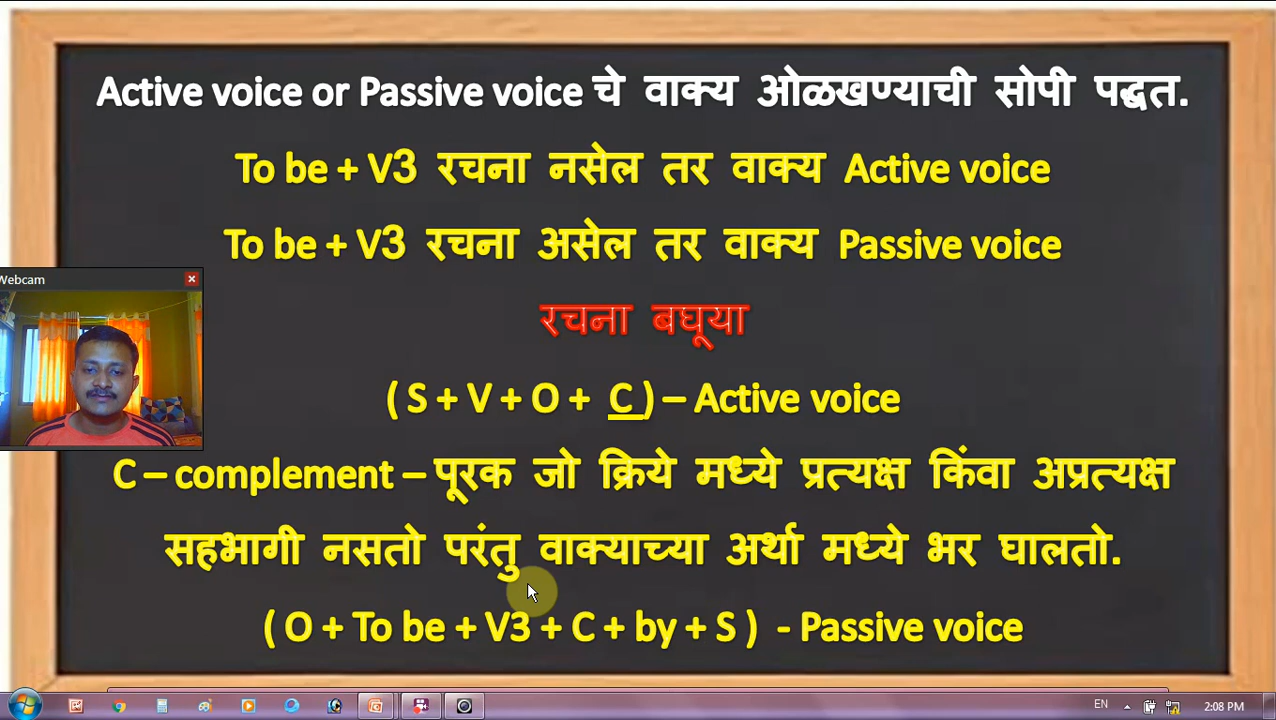 Active voice or Passive voice चे वाक्य ओळखण्याची सोपी पद्धत.
To be + V3 रचना नसेल तर वाक्य Active voice
To be + V3 रचना असेल तर वाक्य Passive voice
Webcam
रचना बघूया
( S + V + O + C ) – Active voice
C – complement – पूरक जो क्रिये मध्ये प्रत्यक्ष किंवा अप्रत्यक्ष
सहभागी नसतो परंतु वाक्याच्या अर्था मध्ये भर घालतो.
( O + To be + V3 + C + by + S ) - Passive voice
EN 2:08 PM